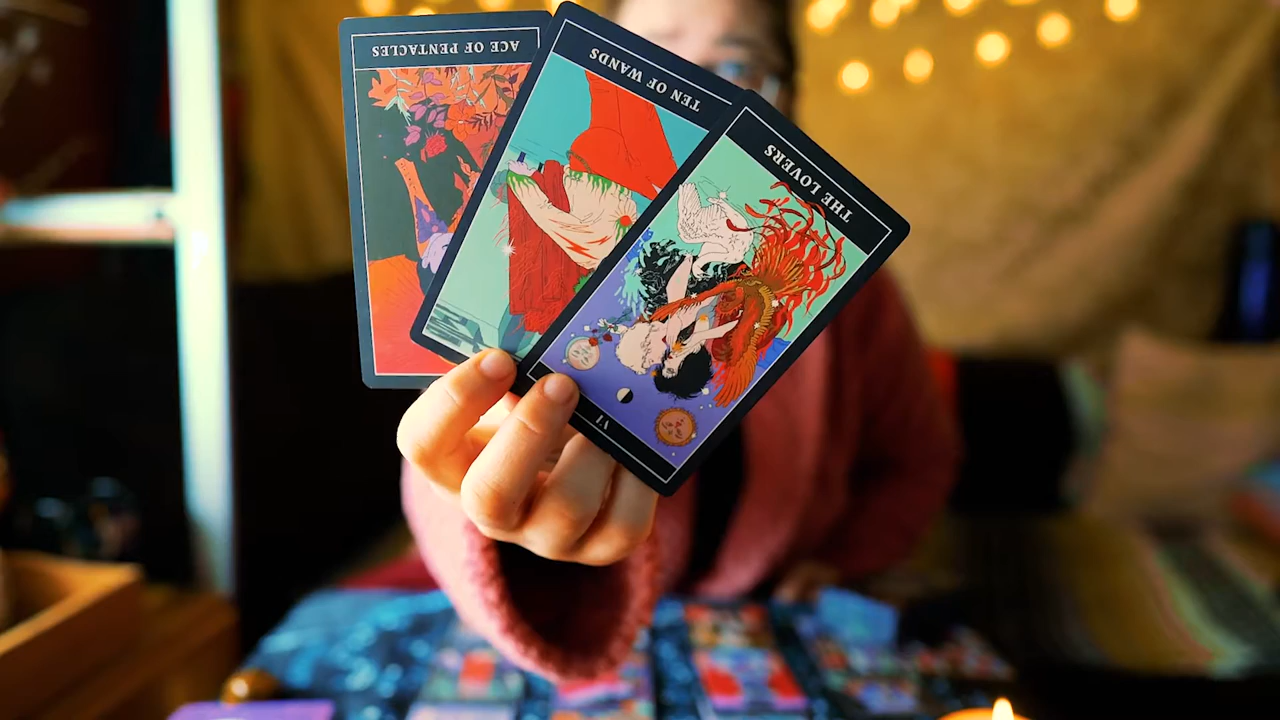 ACE OF PENTACLES
TEN OF WANDS
THE LOVERS
VI